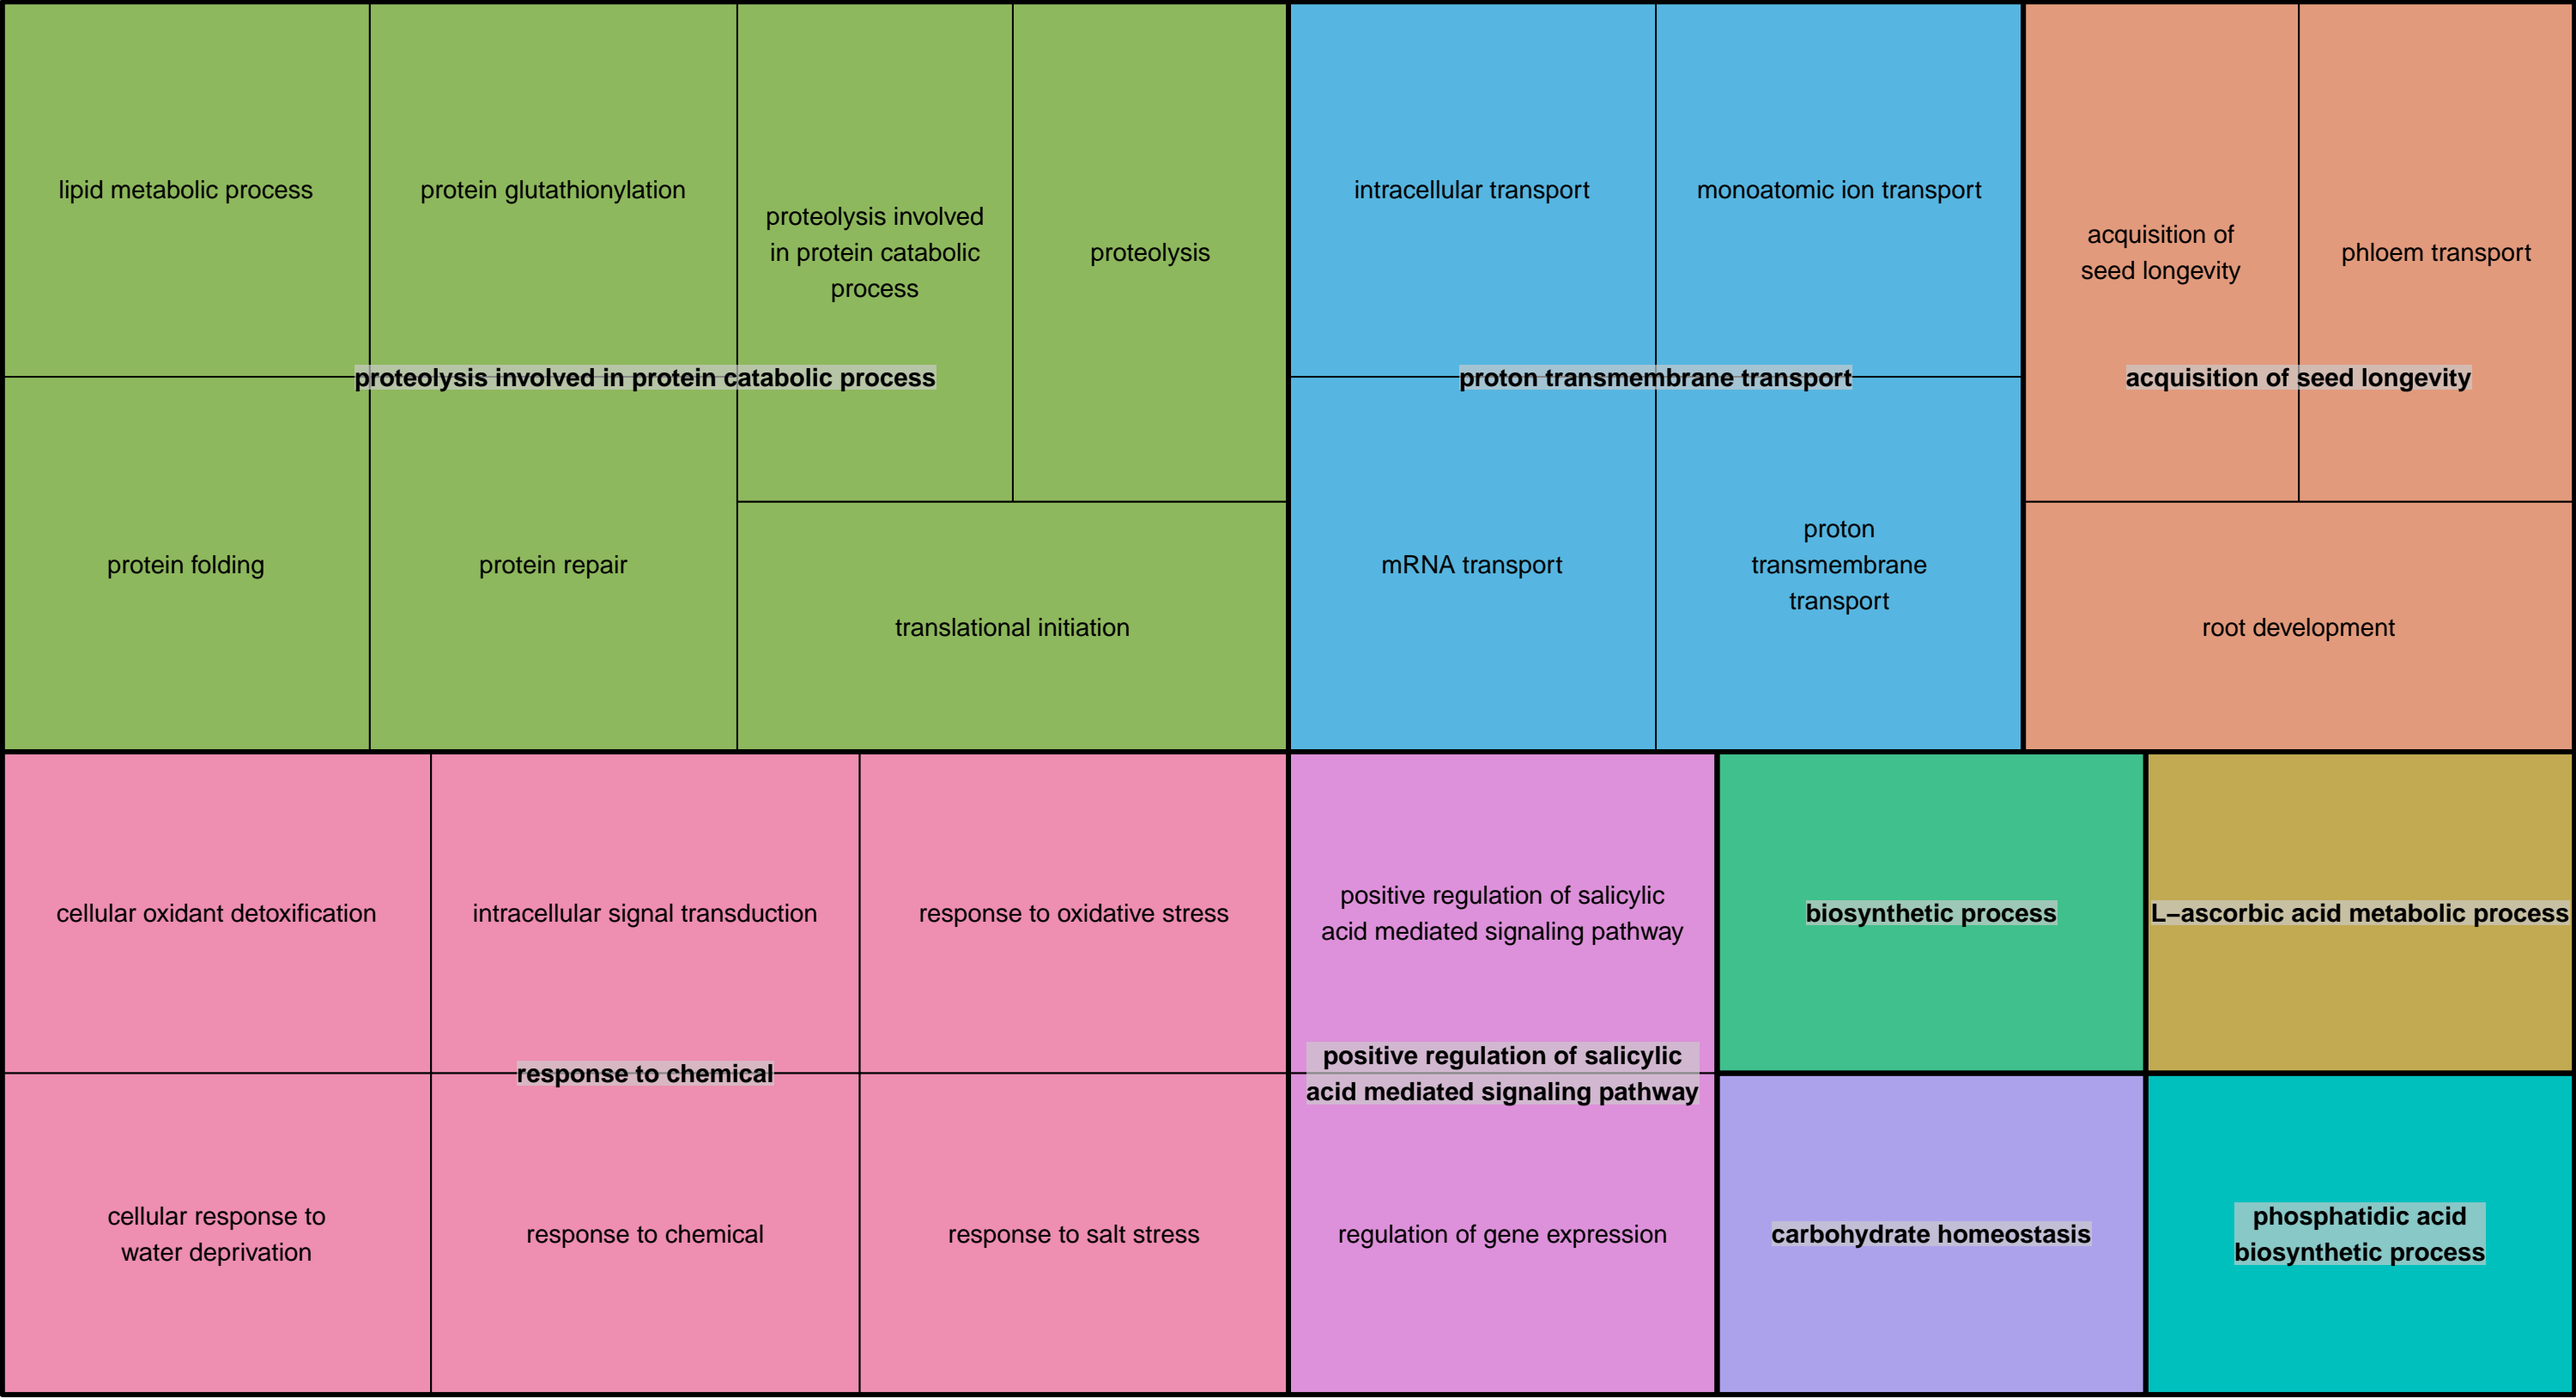 lipid metabolic process
protein glutathionylation
proteolysis involved
in protein catabolic
process
proteolysis
proteolysis involved in protein catabolic process
protein folding
protein repair
translational initiation
intracellular transport
monoatomic ion transport
proton transmembrane transport
mRNA transport
proton
transmembrane
transport
acquisition of
seed longevity
phloem transport
acquisition of seed longevity
root development
cellular oxidant detoxification
intracellular signal transduction
response to oxidative stress
response to chemical
cellular response to
water deprivation
response to chemical
response to salt stress
positive regulation of salicylic
acid mediated signaling pathway
positive regulation of salicylic
acid mediated signaling pathway
regulation of gene expression
biosynthetic process
L−ascorbic acid metabolic process
carbohydrate homeostasis
phosphatidic acid
biosynthetic process